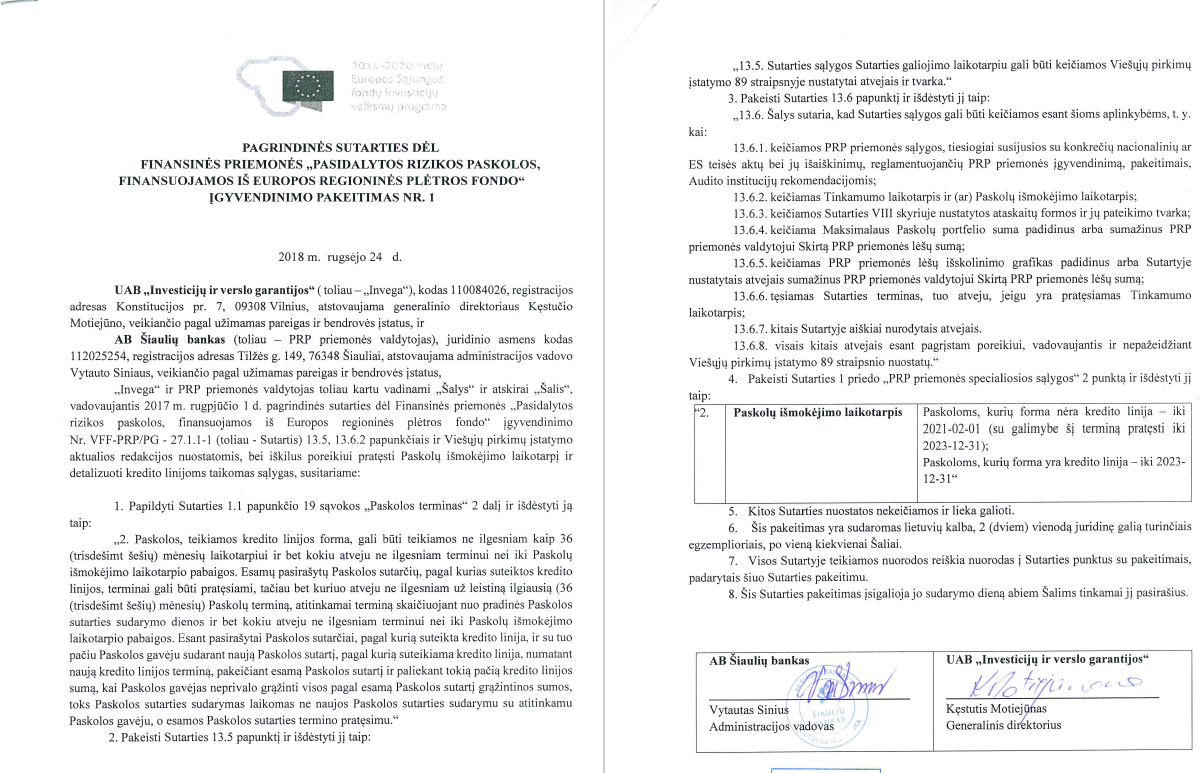 2014–2020 metų
Europos Sąjungos
fondų investicijų
veiksmų programa
PAGRINDINĖS SUTARTIES DĖL
FINANSINĖS PRIEMONĖS „PASIDALYTOS RIZIKOS PASKOLOS,
FINANSUOJAMOS IŠ EUROPOS REGIONINĖS PLĖTROS FONDO“
ĮGYVENDINIMO PAKEITIMAS NR. 1
2018 m. rugsėjo 24 d.
UAB „Investicijų ir verslo garantijos“ ( toliau – „Invega“), kodas 110084026, registracijos
adresas Konstitucijos pr. 7, 09308 Vilnius, atstovaujama generalinio direktoriaus Kęstučio
Motiejūno, veikiančio pagal užimamas pareigas ir bendrovės įstatus, ir
AB Šiaulių bankas (toliau – PRP priemonės valdytojas), juridinio asmens kodas
112025254, registracijos adresas Tilžės g. 149, 76348 Šiauliai, atstovaujama administracijos vadovo
Vytauto Siniaus, veikiančio pagal užimamas pareigas ir bendrovės įstatus,
„Invega“ ir PRP priemonės valdytojas toliau kartu vadinami „Šalys“ ir atskirai „Šalis“,
vadovaujantis 2017 m. rugpjūčio 1 d. pagrindinės sutarties dėl Finansinės priemonės „Pasidalytos
rizikos paskolos, finansuojamos iš Europos regioninės plėtros fondo“ įgyvendinimo
Nr. VFF-PRP/PG - 27.1.1-1 (toliau - Sutartis) 13.5, 13.6.2 papunkčiais ir Viešųjų pirkimų įstatymo
aktualios redakcijos nuostatomis, bei iškilus poreikiui pratęsti Paskolų išmokėjimo laikotarpį ir
detalizuoti kredito linijoms taikomas sąlygas, susitariame:
1. Papildyti Sutarties 1.1 papunkčio 19 sąvokos „Paskolos terminas“ 2 dalį ir išdėstyti ją
taip:
„2. Paskolos, teikiamos kredito linijos forma, gali būti teikiamos ne ilgesniam kaip 36
(trisdešimt šešių) mėnesių laikotarpiui ir bet kokiu atveju ne ilgesniam terminui nei iki Paskolų
išmokėjimo laikotarpio pabaigos. Esamų pasirašytų Paskolos sutarčių, pagal kurias suteiktos kredito
linijos, terminai gali būti pratęsiami, tačiau bet kuriuo atveju ne ilgesniam už leistiną ilgiausią (36
(trisdešimt šešių) mėnesių) Paskolų terminą, atitinkamai terminą skaičiuojant nuo pradinės Paskolos
sutarties sudarymo dienos ir bet kokiu atveju ne ilgesniam terminui nei iki Paskolų išmokėjimo
laikotarpio pabaigos. Esant pasirašytai Paskolos sutarčiai, pagal kurią suteikta kredito linija, ir su tuo
pačiu Paskolos gavėju sudarant naują Paskolos sutartį, pagal kurią suteikiama kredito linija, numatant
naują kredito linijos terminą, pakeičiant esamą Paskolos sutartį ir paliekant tokią pačią kredito linijos
sumą, kai Paskolos gavėjas neprivalo grąžinti visos pagal esamą Paskolos sutartį grąžintinos sumos,
toks Paskolos sutarties sudarymas laikomas ne naujos Paskolos sutarties sudarymu su atitinkamu
Paskolos gavėju, o esamos Paskolos sutarties termino pratęsimu.“
2. Pakeisti Sutarties 13.5 papunktį ir išdėstyti jį taip:
„13.5. Sutarties sąlygos Sutarties galiojimo laikotarpiu gali būti keičiamos Viešųjų pirkimų
įstatymo 89 straipsnyje nustatytai atvejais ir tvarka.“
3. Pakeisti Sutarties 13.6 papunktį ir išdėstyti jį taip:
„13.6. Šalys sutaria, kad Sutarties sąlygos gali būti keičiamos esant šioms aplinkybėms, t. y.
kai:
13.6.1. keičiamos PRP priemonės sąlygos, tiesiogiai susijusios su konkrečių nacionalinių ar
ES teisės aktų bei jų išaiškinimų, reglamentuojančių PRP priemonės įgyvendinimą, pakeitimais,
Audito institucijų rekomendacijomis;
13.6.2. keičiamas Tinkamumo laikotarpis ir (ar) Paskolų išmokėjimo laikotarpis;
13.6.3. keičiamos Sutarties VIII skyriuje nustatytos ataskaitų formos ir jų pateikimo tvarka;
13.6.4. keičiama Maksimalaus Paskolų portfelio suma padidinus arba sumažinus PRP
priemonės valdytojui Skirtą PRP priemonės lėšų sumą;
13.6.5. keičiamas PRP priemonės lėšų išskolinimo grafikas padidinus arba Sutartyje
nustatytais atvejais sumažinus PRP priemonės valdytojui Skirtą PRP priemonės lėšų sumą;
13.6.6. tęsiamas Sutarties terminas, tuo atveju, jeigu yra pratęsiamas Tinkamumo
laikotarpis;
13.6.7. kitais Sutartyje aiškiai nurodytais atvejais.
13.6.8. visais kitais atvejais esant pagrįstam poreikiui, vadovaujantis ir nepažeidžiant
Viešųjų pirkimų įstatymo 89 straipsnio nuostatų.“
4. Pakeisti Sutarties 1 priedo „PRP priemonės specialiosios sąlygos“ 2 punktą ir išdėstyti jį
taip:
“2. Paskolų išmokėjimo laikotarpis Paskoloms, kurių forma nėra kredito linija – iki
2021-02-01 (su galimybe šį terminą pratęsti iki
2023-12-31);
Paskoloms, kurių forma yra kredito linija – iki 2023-
12-31“
5. Kitos Sutarties nuostatos nekeičiamos ir lieka galioti.
6. Šis pakeitimas yra sudaromas lietuvių kalba, 2 (dviem) vienodą juridinę galią turinčiais
egzemplioriais, po vieną kiekvienai Šaliai.
7. Visos Sutartyje teikiamos nuorodos reiškia nuorodas į Sutarties punktus su pakeitimais,
padarytais šiuo Sutarties pakeitimu.
8. Šis Sutarties pakeitimas įsigalioja jo sudarymo dieną abiem Šalims tinkamai jį pasirašius.
AB Šiaulių bankas
Vytautas Sinius
Administracijos vadovas
ŠIAULIŲ
BANKAS
UAB „Investicijų ir verslo garantijos“
Kęstutis Motiejūnas
Generalinis direktorius